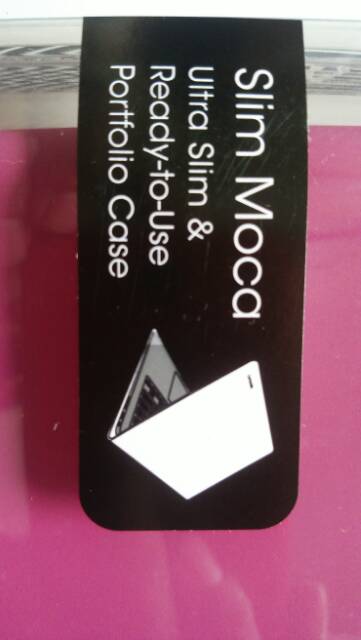 Slim Moca
Ultra Slim &
Ready-to-Use
Portfolio Case